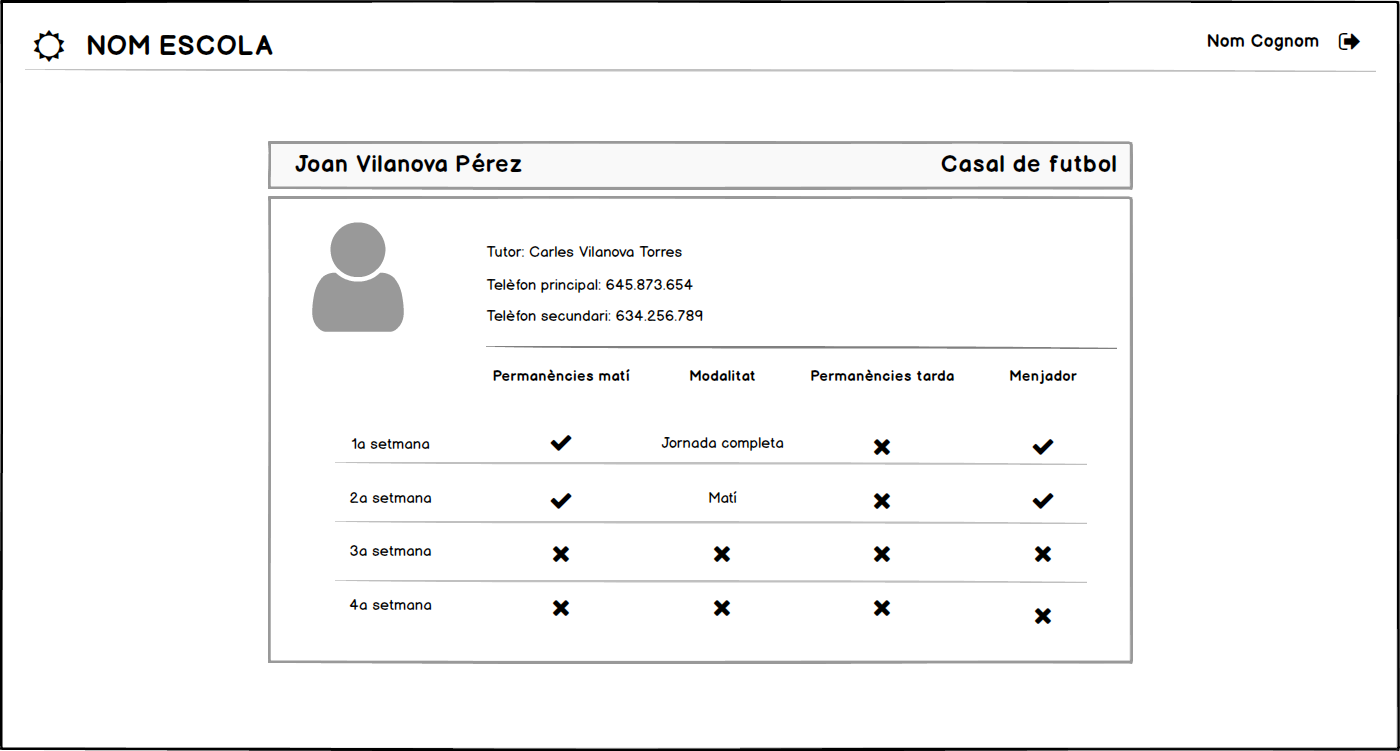 NOM ESCOLA
Nom Cognom
Joan Vilanova Pérez
Casal de futbol
Tutor: Carles Vilanova Torres
Telèfon principal: 645.873.654
Telèfon secundari: 634.256.789
Permanències matí Modalitat Permanències tarda Menjador
1a setmana Jornada completa
2a setmana Matí
3a setmana
4a setmana